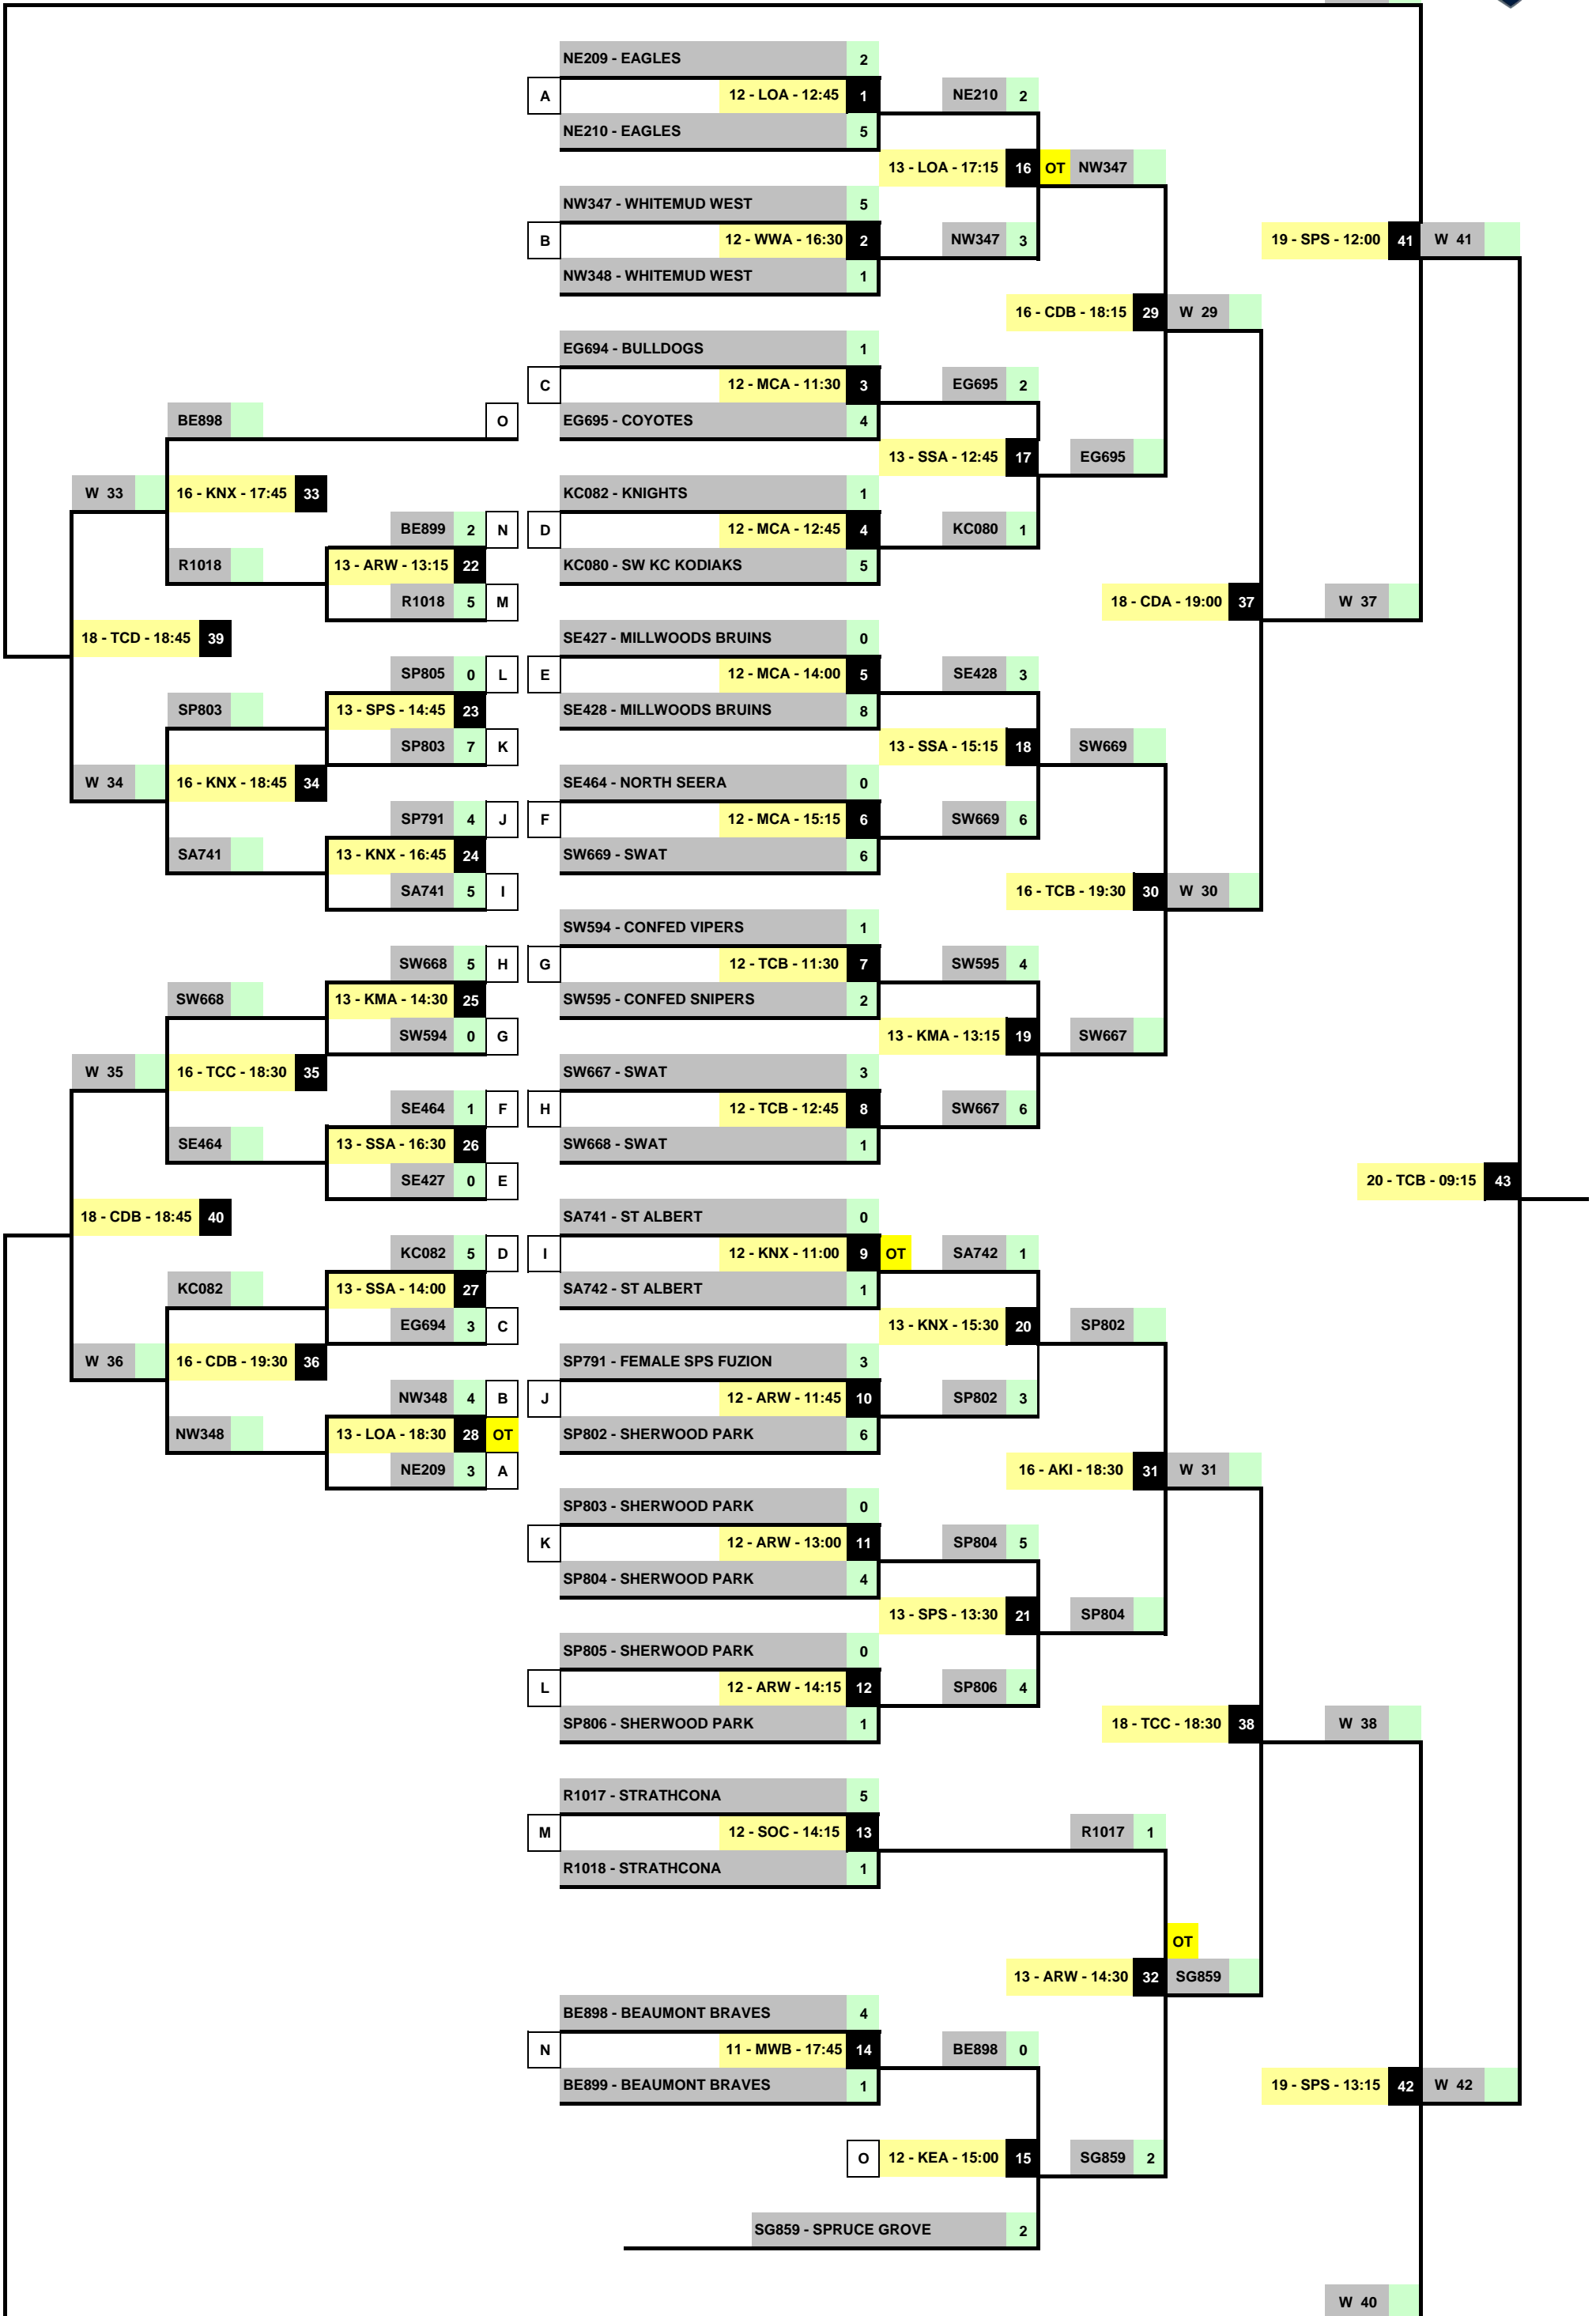 NE209 - EAGLES 2
A 12 - LOA - 12:45 1 NE210 2
NE210 - EAGLES 5
13 - LOA - 17:15 16 OT NW347
NW347 - WHITEMUD WEST 5
B 12 - WWA - 16:30 2 NW347 3 19 - SPS - 12:00 41 W 41
NW348 - WHITEMUD WEST 1
16 - CDB - 18:15 29 W 29
EG694 - BULLDOGS 1
C 12 - MCA - 11:30 3 EG695 2
BE898 O EG695 - COYOTES 4
13 - SSA - 12:45 17 EG695
W 33 16 - KNX - 17:45 33 KC082 - KNIGHTS 1
BE899 2 N D 12 - MCA - 12:45 4 KC080 1
R1018 13 - ARW - 13:15 22 KC080 - SW KC KODIAKS 5
R1018 5 M 18 - CDA - 19:00 37 W 37
18 - TCD - 18:45 39 SE427 - MILLWOODS BRUINS 0
SP805 0 L E 12 - MCA - 14:00 5 SE428 3
SP803 13 - SPS - 14:45 23 SE428 - MILLWOODS BRUINS 8
SP803 7 K 13 - SSA - 15:15 18 SW669
W 34 16 - KNX - 18:45 34 SE464 - NORTH SEERA 0
SP791 4 J F 12 - MCA - 15:15 6 SW669 6
SA741 13 - KNX - 16:45 24 SW669 - SWAT 6
SA741 5 I 16 - TCB - 19:30 30 W 30
SW594 - CONFED VIPERS 1
SW668 5 H G 12 - TCB - 11:30 7 SW595 4
SW668 13 - KMA - 14:30 25 SW595 - CONFED SNIPERS 2
SW594 0 G 13 - KMA - 13:15 19 SW667
W 35 16 - TCC - 18:30 35 SW667 - SWAT 3
SE464 1 F H 12 - TCB - 12:45 8 SW667 6
SE464 13 - SSA - 16:30 26 SW668 - SWAT 1
SE427 0 E 20 - TCB - 09:15 43
18 - CDB - 18:45 40 SA741 - ST ALBERT 0
KC082 5 D I 12 - KNX - 11:00 9 OT SA742 1
KC082 13 - SSA - 14:00 27 SA742 - ST ALBERT 1
EG694 3 C 13 - KNX - 15:30 20 SP802
W 36 16 - CDB - 19:30 36 SP791 - FEMALE SPS FUZION 3
NW348 4 B J 12 - ARW - 11:45 10 SP802 3
NW348 13 - LOA - 18:30 28 OT SP802 - SHERWOOD PARK 6
NE209 3 A 16 - AKI - 18:30 31 W 31
SP803 - SHERWOOD PARK 0
K 12 - ARW - 13:00 11 SP804 5
SP804 - SHERWOOD PARK 4
13 - SPS - 13:30 21 SP804
SP805 - SHERWOOD PARK 0
L 12 - ARW - 14:15 12 SP806 4
SP806 - SHERWOOD PARK 1 18 - TCC - 18:30 38 W 38
R1017 - STRATHCONA 5
M 12 - SOC - 14:15 13 R1017 1
R1018 - STRATHCONA 1
OT
13 - ARW - 14:30 32 SG859
BE898 - BEAUMONT BRAVES 4
N 11 - MWB - 17:45 14 BE898 0
BE899 - BEAUMONT BRAVES 1 19 - SPS - 13:15 42 W 42
O 12 - KEA - 15:00 15 SG859 2
SG859 - SPRUCE GROVE 2
W 40